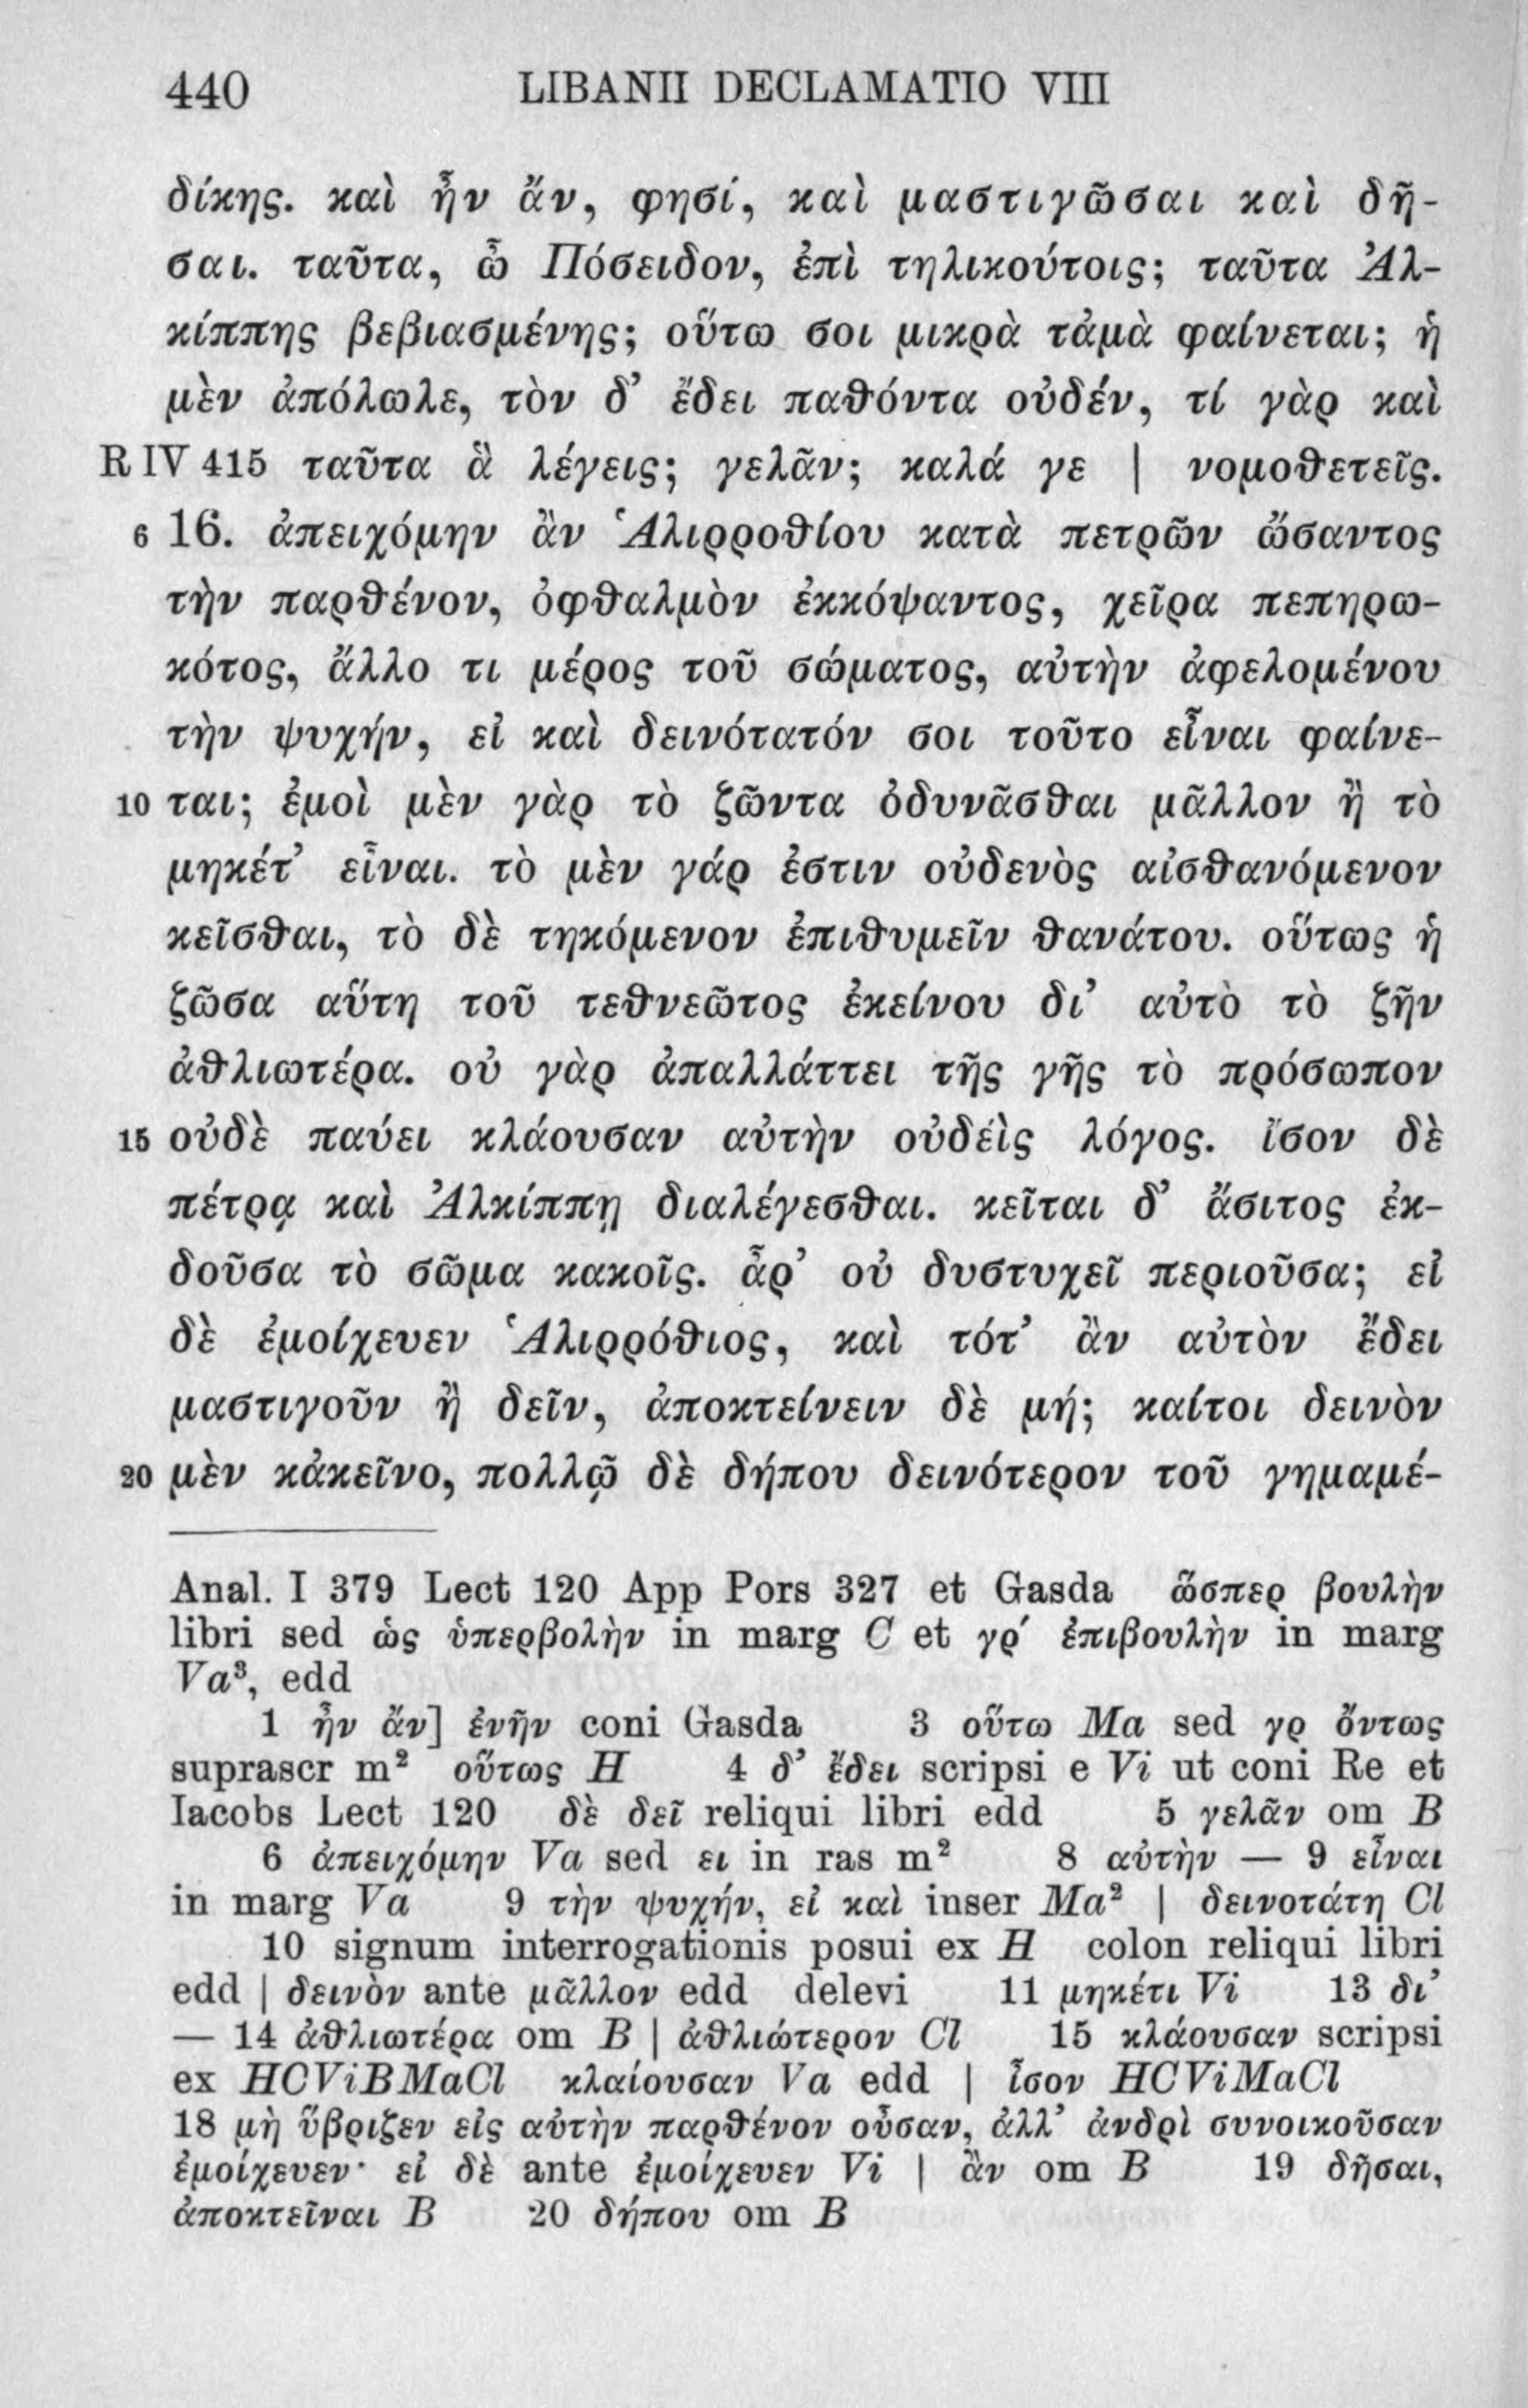 440 LIBANII DECLAMATIO VIII
δίκης. καὶ ἦν ἄν, φησί, καὶ μαστιγῶσαι καὶ δῆ-
σαι. ταῦτα, ὦ Πόσειδον, ἐπὶ τηλικούτοις; ταῦτα Ἀλ-
κίππης βεβιασμένης; οὕτω σοι μικρὰ τἀμὰ φαίνεται; ἡ
μὲν ἀπόλωλε, τὸν δ’ ἔδει παθόντα οὐδέν, τί γὰρ καὶ
R IV 415 ταῦτα ἃ λέγεις; γελᾶν; καλά γε | νομοθετεῖς.
6 16. ἀπειχόμην ἂν Ἁλιρροθίου κατὰ πετρῶν ὤσαντος
τὴν παρθένον, ὀφθαλμὸν ἐκκόψαντος, χεῖρα πεπηρω-
κότος, ἄλλο τι μέρος τοῦ σώματος, αὐτὴν ἀφελομένου
τὴν ψυχήν, εἰ καὶ δεινότατόν σοι τοῦτο εἶναι φαίνε-
10 ται; ἐμοὶ μὲν γὰρ τὸ ζῶντα ὀδυνᾶσθαι μᾶλλον ἢ τὸ
μηκέτ’ εἶναι. τὸ μὲν γάρ ἐστιν οὐδενὸς αἰσθανόμενον
κεῖσθαι, τὸ δὲ τηκόμενον ἐπιθυμεῖν θανάτου. οὕτως ἡ
ζῶσα αὕτη τοῦ τεθνεῶτος ἐκείνου δι’ αὐτὸ τὸ ζῆν
ἀθλιωτέρα. οὐ γὰρ ἀπαλλάττει τῆς γῆς τὸ πρόσωπον
15 οὐδὲ παύει κλάουσαν αὐτὴν οὐδεὶς λόγος. ἴσον δὲ
πέτρᾳ καὶ Ἀλκίππῃ διαλέγεσθαι. κεῖται δ’ ἄσιτος ἐκ-
δοῦσα τὸ σῶμα κακοῖς. ἆρ’ οὐ δυστυχεῖ περιοῦσα; εἰ
δὲ ἐμοίχευεν Ἁλιρρόθιος, καὶ τότ’ ἂν αὐτὸν ἔδει
μαστιγοῦν ἢ δεῖν, ἀποκτείνειν δὲ μή; καίτοι δεινὸν
20 μὲν κἀκεῖνο, πολλῷ δὲ δήπου δεινότερον τοῦ γημαμέ-
Anal. I 379 Lect 120 App Pors 327 et Gasda ὥσπερ βουλὴν
libri sed ὡς ὑπερβολὴν in marg C et γρ́ ἐπιβουλὴν in marg
Va³, edd
1 ἦν ἄν] ἐνῆν coni Gasda 3 οὕτω Ma sed γρ ὄντως
suprascr m² οὕτως H 4 δ’ ἔδει scripsi e Vi ut coni Re et
Iacobs Lect 120 δὲ δεῖ reliqui libri edd 5 γελᾶν om B
6 ἀπειχόμην Va sed ει in ras m² 8 αὐτὴν — 9 εἶναι
in marg Va 9 τὴν ψυχήν, εἰ καὶ inser Ma² | δεινοτάτη Cl
10 signum interrogationis posui ex H colon reliqui libri
edd | δεινὸν ante μᾶλλον edd delevi 11 μηκέτι Vi 13 δι’
— 14 ἀθλιωτέρα om B | ἀθλιώτερον Cl 15 κλάουσαν scripsi
ex HCViBMaCl κλαίουσαν Va edd | ἶσον HCViMaCl
18 μὴ ὕβριζεν εἰς αὐτὴν παρθένον οὖσαν, ἀλλ’ ἀνδρὶ συνοικοῦσαν
ἐμοίχευεν· εἰ δὲ ante ἐμοίχευεν Vi | ἂν om B 19 δῆσαι,
ἀποκτεῖναι B 20 δήπου om B